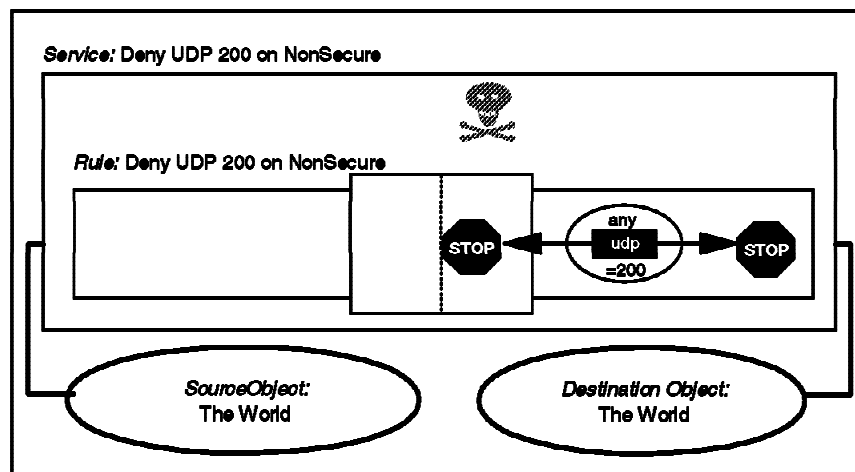 Service: Deny UDP 200 on NonSecure
Rule: Deny UDP 200 on NonSecure
any
STOP udp STOP
=200
SourceObject:
The World
Destination Object:
The World